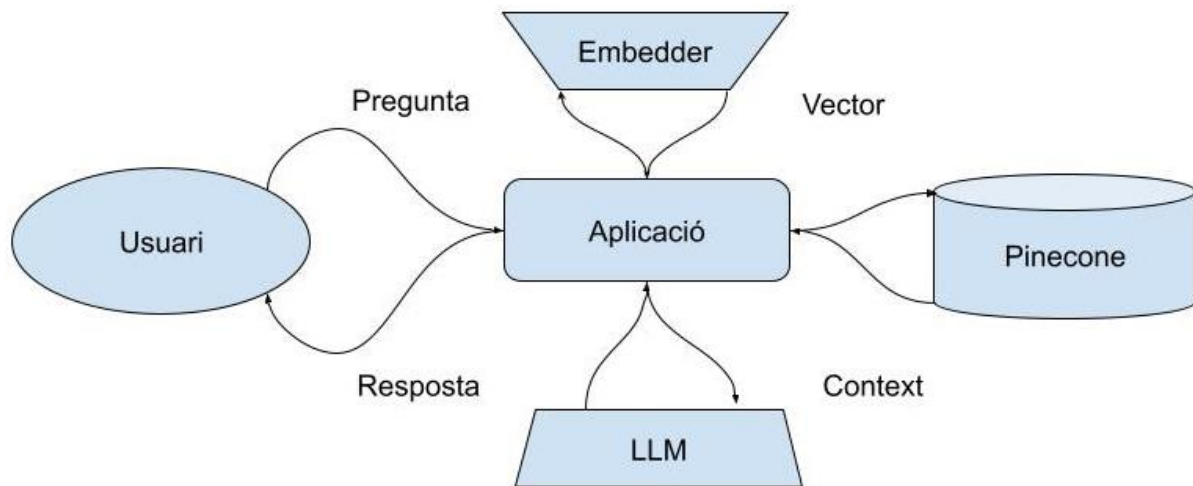 Embedder
Pregunta
Vector
Usuari
Aplicació
Pinecone
Resposta
Context
LLM